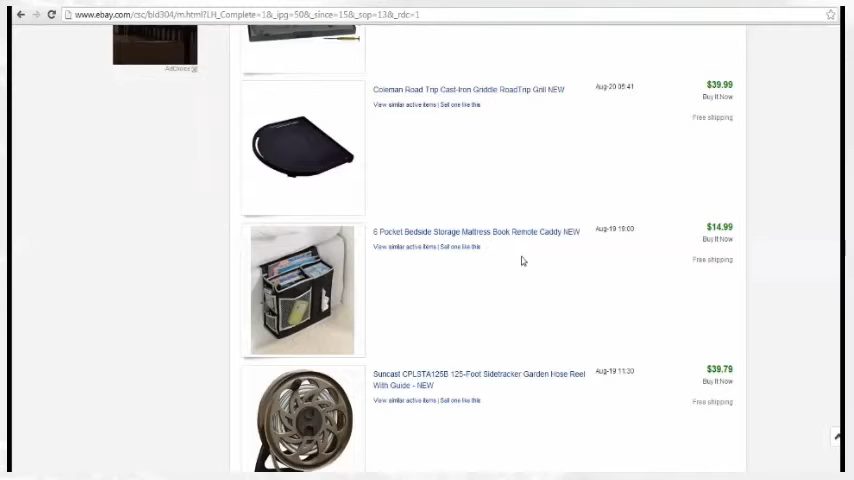 www.ebay.com/csc/bld304/m.html?LH_Complete=1&_ipg=50&_since=15&_sop=13&_rdc=1
AdChoice
Coleman Road Trip Cast-Iron Griddle RoadTrip Grill NEW
Aug-20 05:41
$39.99
View similar active items | Sell one like this
Buy It Now
Free shipping
6 Pocket Bedside Storage Mattress Book Remote Caddy NEW
Aug-19 18:00
$14.99
View similar active items | Sell one like this
Buy It Now
Free shipping
Suncast CPLSTA125B 125-Foot Sidetracker Garden Hose Reel
With Guide - NEW
Aug-19 11:30
$39.79
Buy It Now
View similar active items | Sell one like this
Free shipping